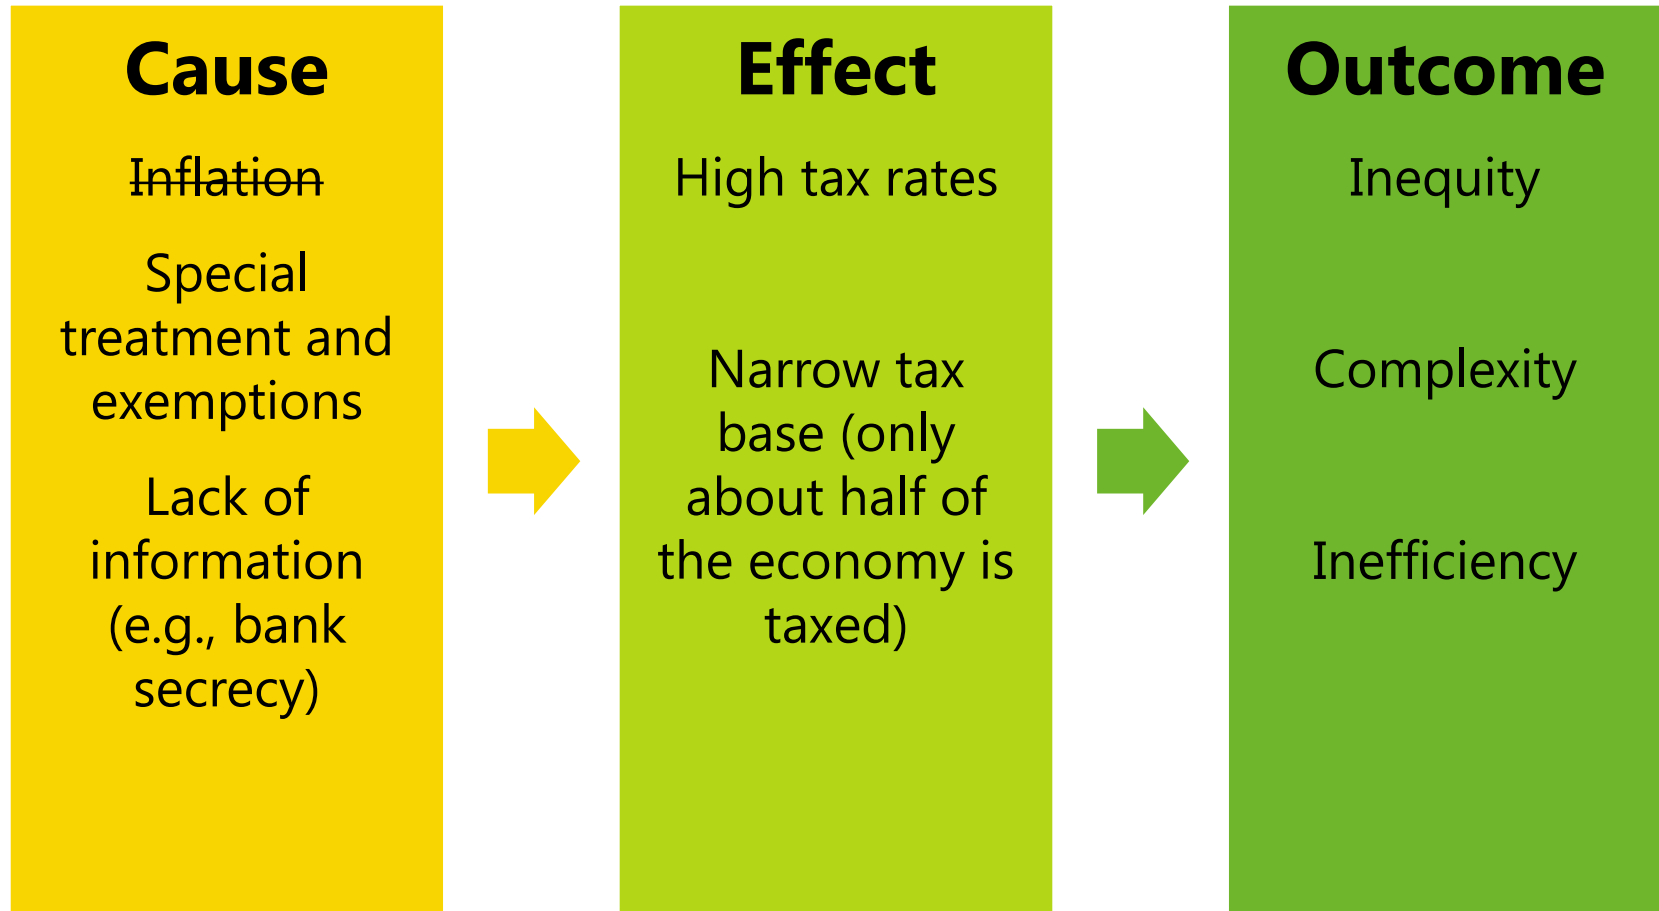 Cause
Inflation
Special
treatment and
exemptions
Lack of
information
(e.g., bank
secrecy)
Effect
High tax rates
Narrow tax
base (only
about half of
the economy is
taxed)
Outcome
Inequity
Complexity
Inefficiency